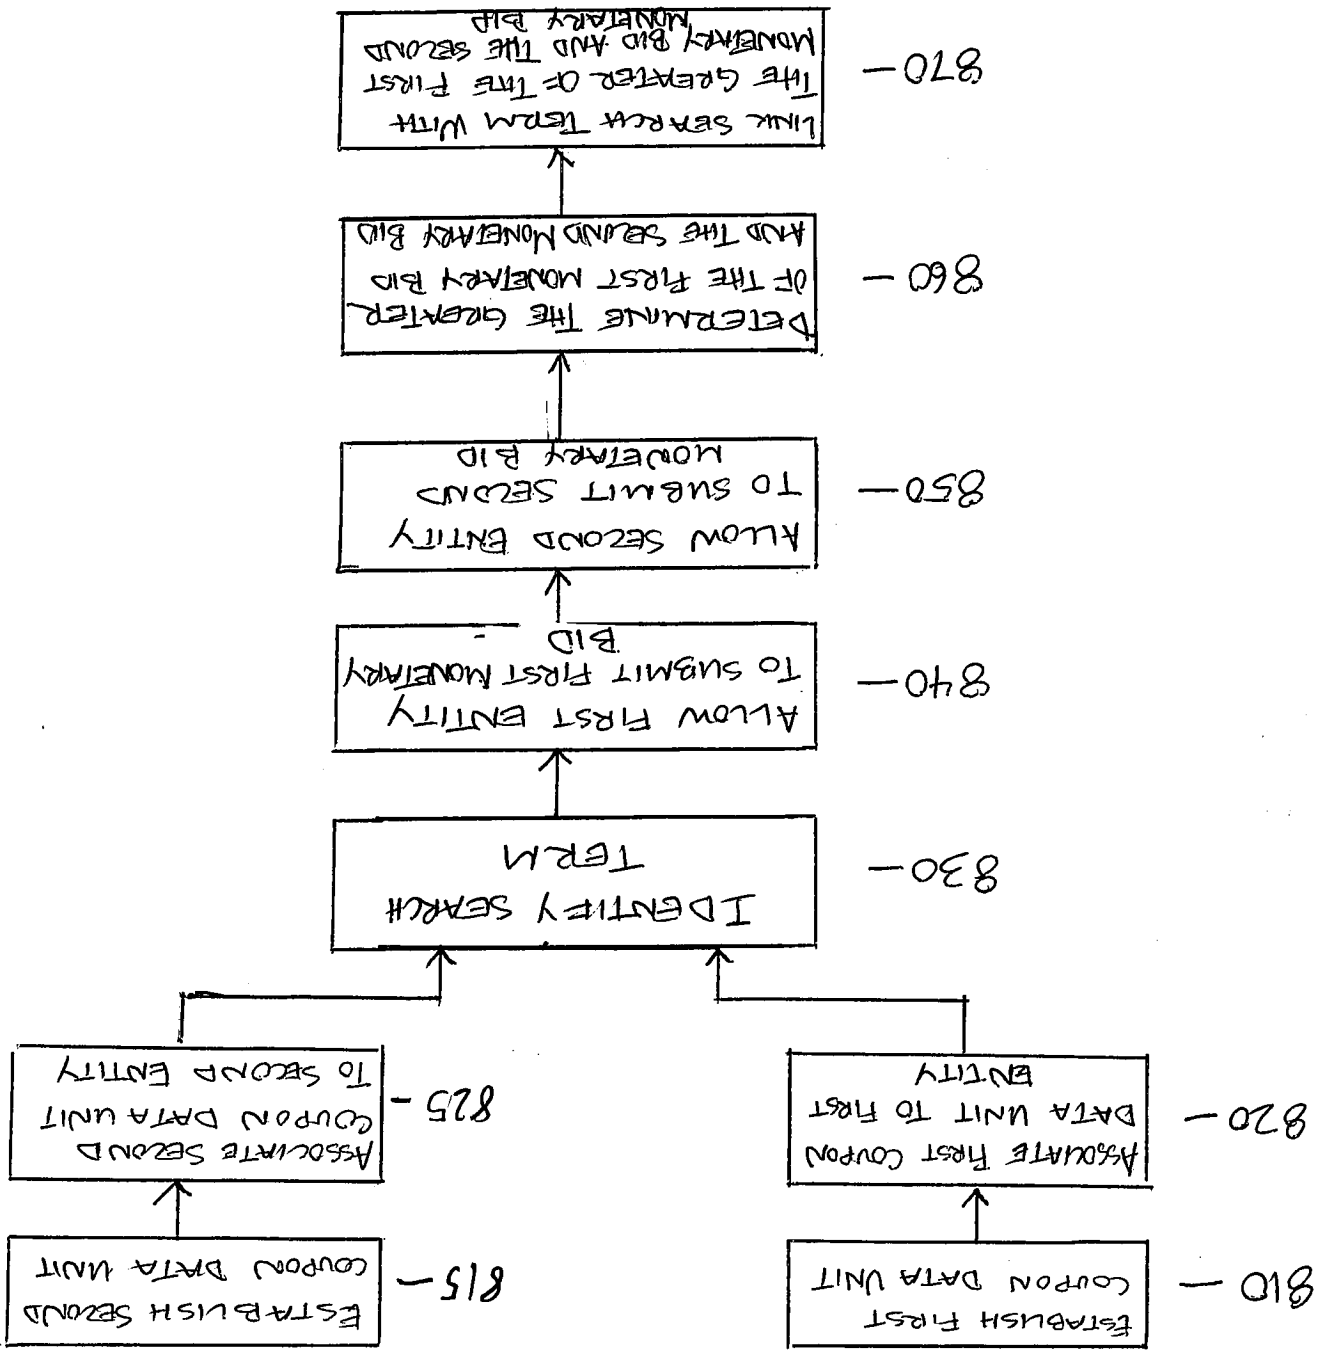 810 —
ESTABLISH FIRST
COUPON DATA UNIT
815 —
ESTABLISH SECOND
COUPON DATA UNIT
820 —
ASSOCIATE FIRST COUPON
DATA UNIT TO FIRST
ENTITY
825 —
ASSOCIATE SECOND
COUPON DATA UNIT
TO SECOND ENTITY
830 —
IDENTIFY SEARCH
TERM
840 —
ALLOW FIRST ENTITY
TO SUBMIT FIRST MONETARY
BID
850 —
ALLOW SECOND ENTITY
TO SUBMIT SECOND
MONETARY BID
860 —
DETERMINE THE GREATER
OF THE FIRST MONETARY BID
AND THE SECOND MONETARY BID
870 —
LINK SEARCH TERM WITH
THE GREATER OF THE FIRST
MONETARY BID AND THE SECOND
MONETARY BID